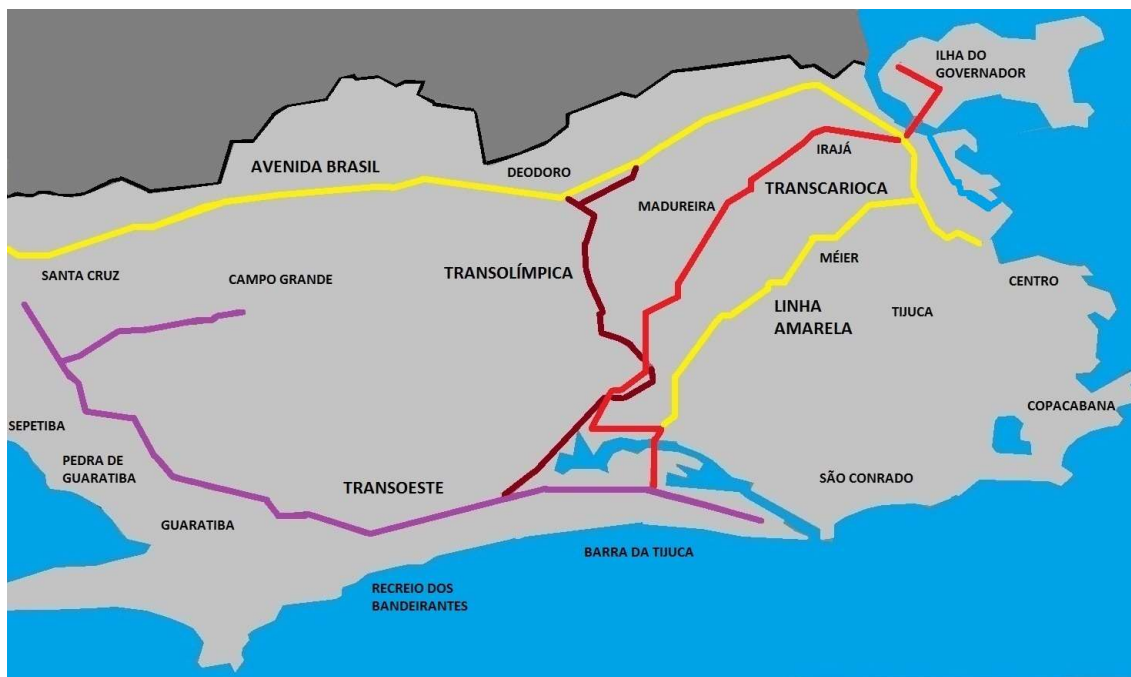 ILHA DO
GOVERNADOR
AVENIDA BRASIL
DEODORO
IRAJÁ
TRANSCARIOCA
MADUREIRA
SANTA CRUZ
CAMPO GRANDE
TRANSOLÍMPICA
MÉIER
CENTRO
LINHA
AMARELA
TIJUCA
COPACABANA
SEPETIBA
PEDRA DE
GUARATIBA
TRANSOESTE
SÃO CONRADO
GUARATIBA
BARRA DA TIJUCA
RECREIO DOS
BANDEIRANTES